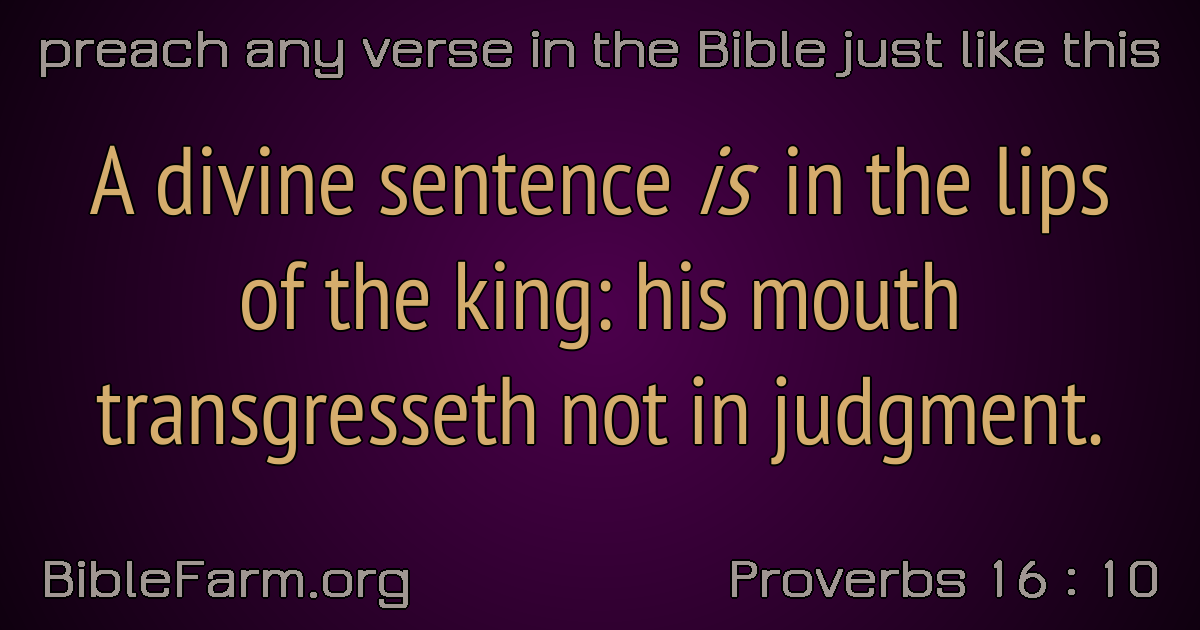 preach any verse in the Bible just like this
A divine sentence is in the lips
of the king: his mouth
transgresseth not in judgment.
BibleFarm.org
Proverbs 16 : 10